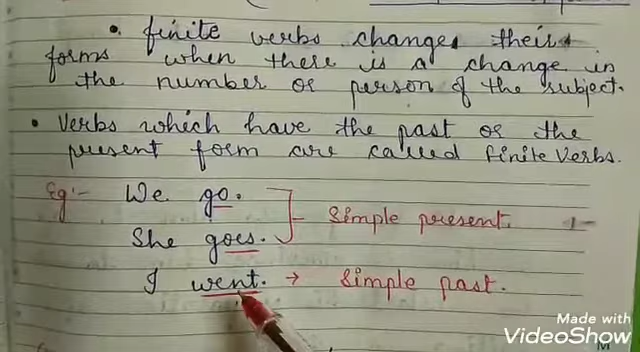 • finite verbs change their
forms when there is a change in
the number or person of the subject.
• Verbs which have the past or the
present form are called finite Verbs.
Eg:- We go.
She goes. Simple present.
I went. → Simple past.
Made with
VideoShow